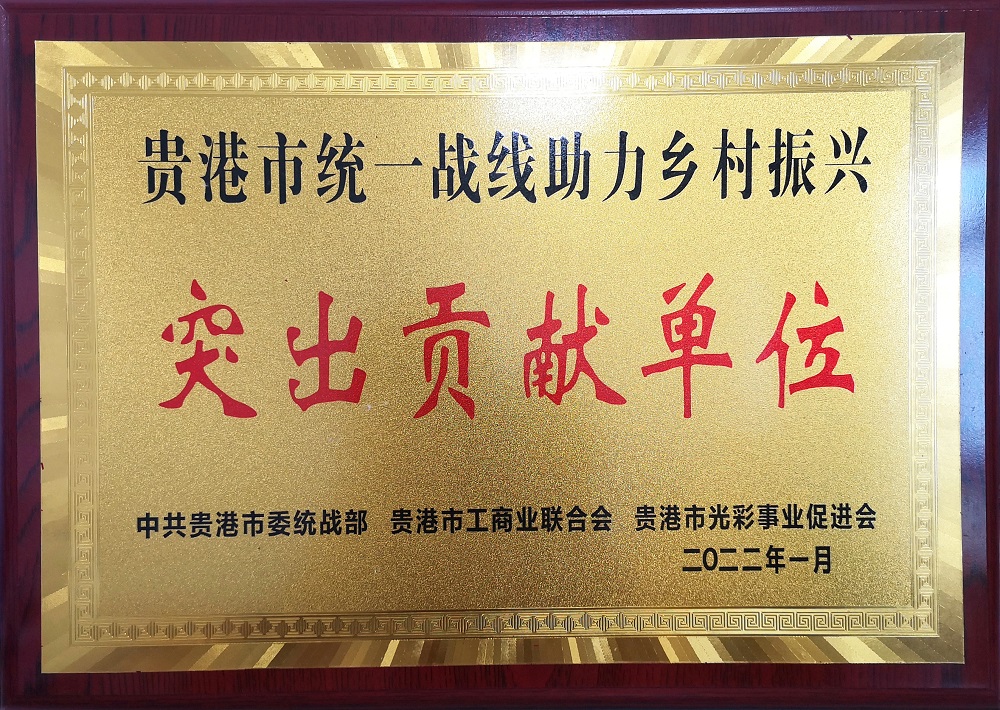 贵港市统一战线助力乡村振兴
突出贡献单位
中共贵港市委统战部 贵港市工商业联合会 贵港市光彩事业促进会
二〇二二年一月